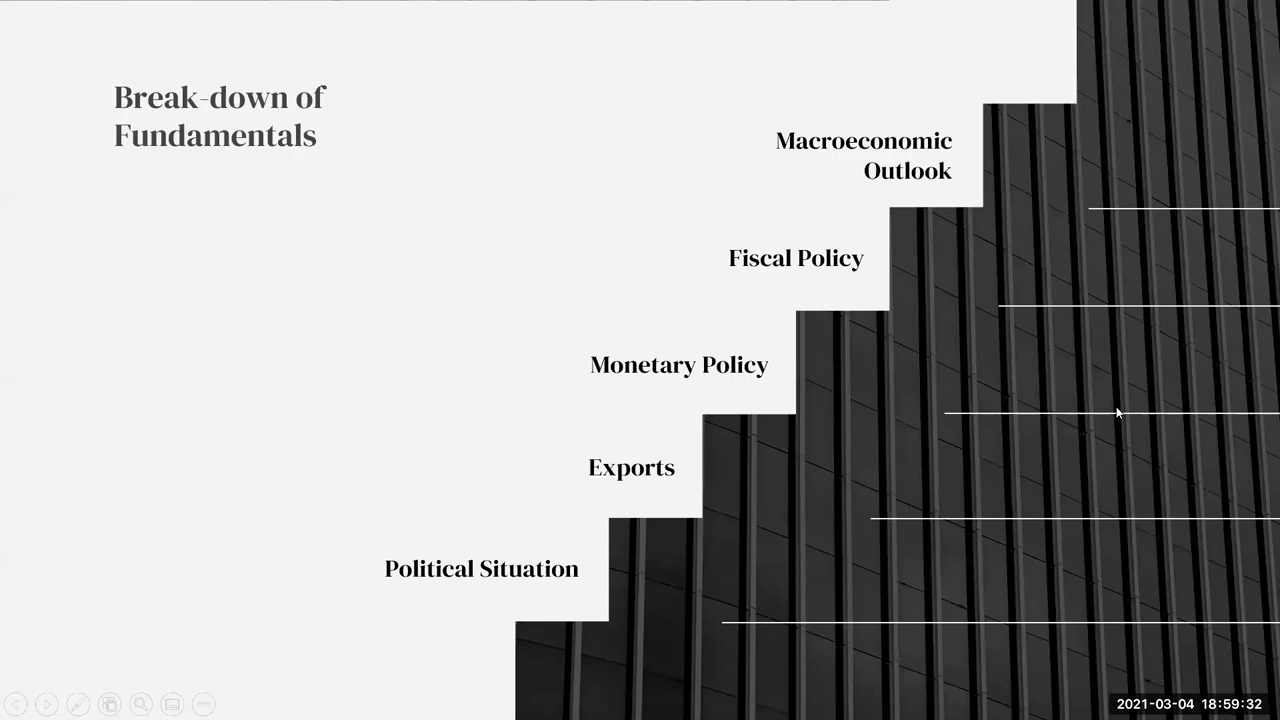 Break-down of
Fundamentals
Macroeconomic
Outlook
Fiscal Policy
Monetary Policy
Exports
Political Situation
2021-03-04 18:59:32